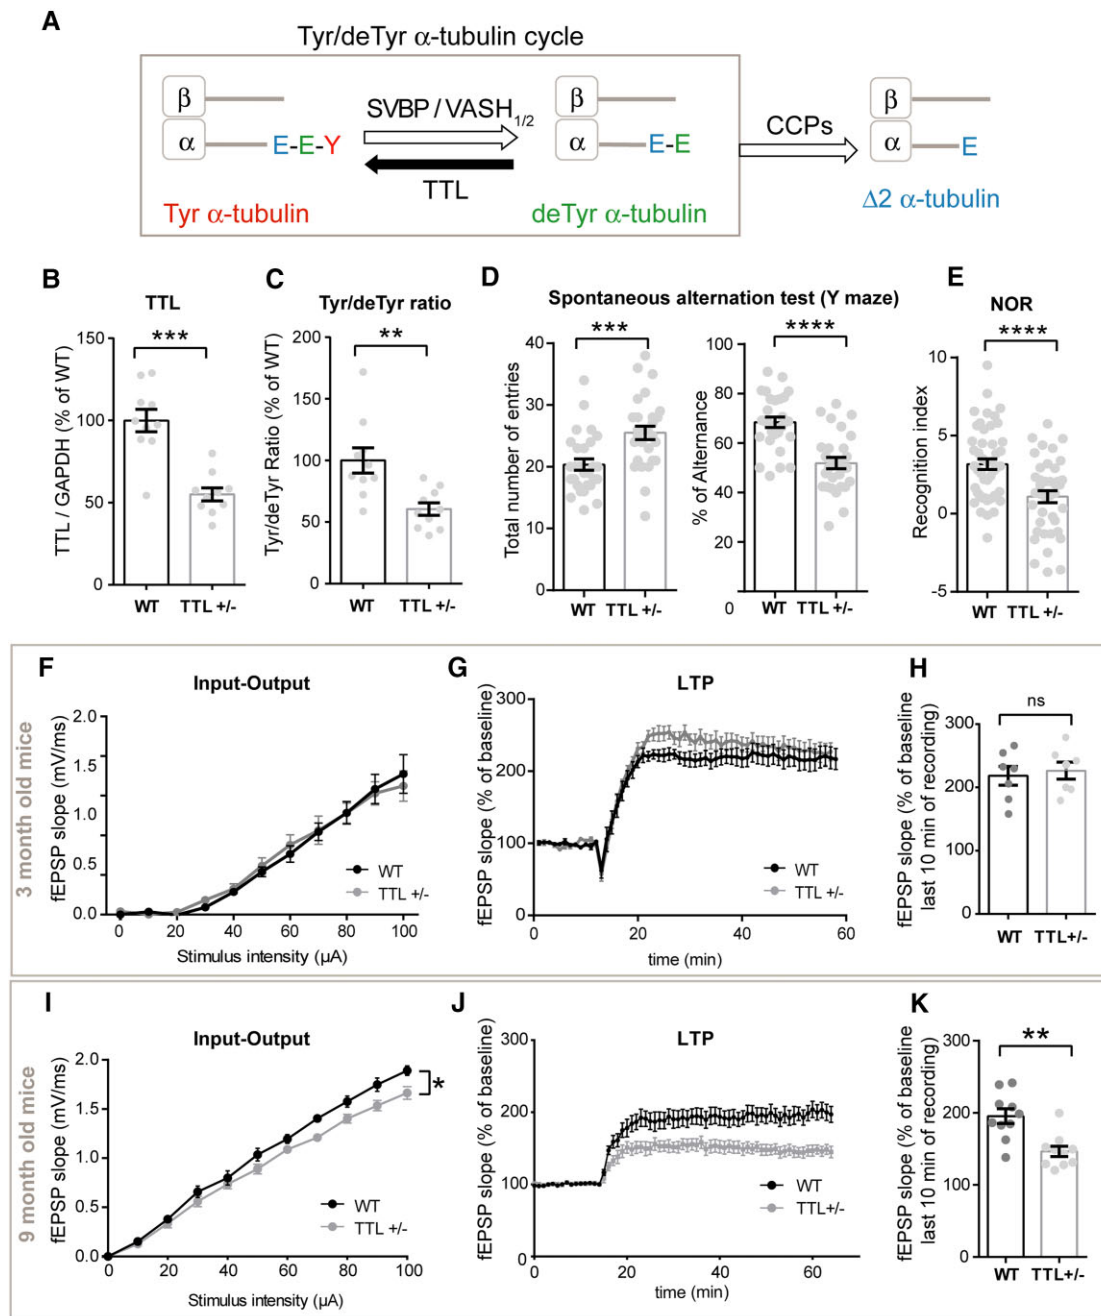 A
Tyr/deTyr α-tubulin cycle
β
α
E-E-Y
SVBP / VASH1/2
TTL
β
α
E-E
CCPs
β
α
E
Tyr α-tubulin
deTyr α-tubulin
Δ2 α-tubulin
B
TTL
***
TTL / GAPDH (% of WT)
150
100
50
0
WT
TTL +/-
C
Tyr/deTyr ratio
**
Tyr/deTyr Ratio (% of WT)
200
150
100
50
0
WT
TTL +/-
D
Spontaneous alternation test (Y maze)
***
Total number of entries
40
30
20
10
0
WT
TTL +/-
****
% of Alternance
100
80
60
40
20
0
WT
TTL +/-
E
NOR
****
Recognition index
10
5
0
-5
WT
TTL +/-
3 month old mice
F
Input-Output
fEPSP slope (mV/ms)
2.0
1.5
1.0
0.5
0.0
0
20
40
60
80
100
Stimulus intensity (µA)
WT
TTL +/-
G
LTP
fEPSP slope (% of baseline)
300
200
100
0
0
20
40
60
time (min)
WT
TTL +/-
H
ns
fEPSP slope (% of baseline
last 10 min of recording)
300
200
100
0
WT
TTL+/-
9 month old mice
I
Input-Output
*
fEPSP slope (mV/ms)
2.0
1.5
1.0
0.5
0.0
0
20
40
60
80
100
Stimulus intensity (µA)
WT
TTL +/-
J
LTP
fEPSP slope (% of baseline)
300
200
100
0
0
20
40
60
time (min)
WT
TTL+/-
K
**
fEPSP slope (% of baseline
last 10 min of recording)
300
200
100
0
WT
TTL+/-